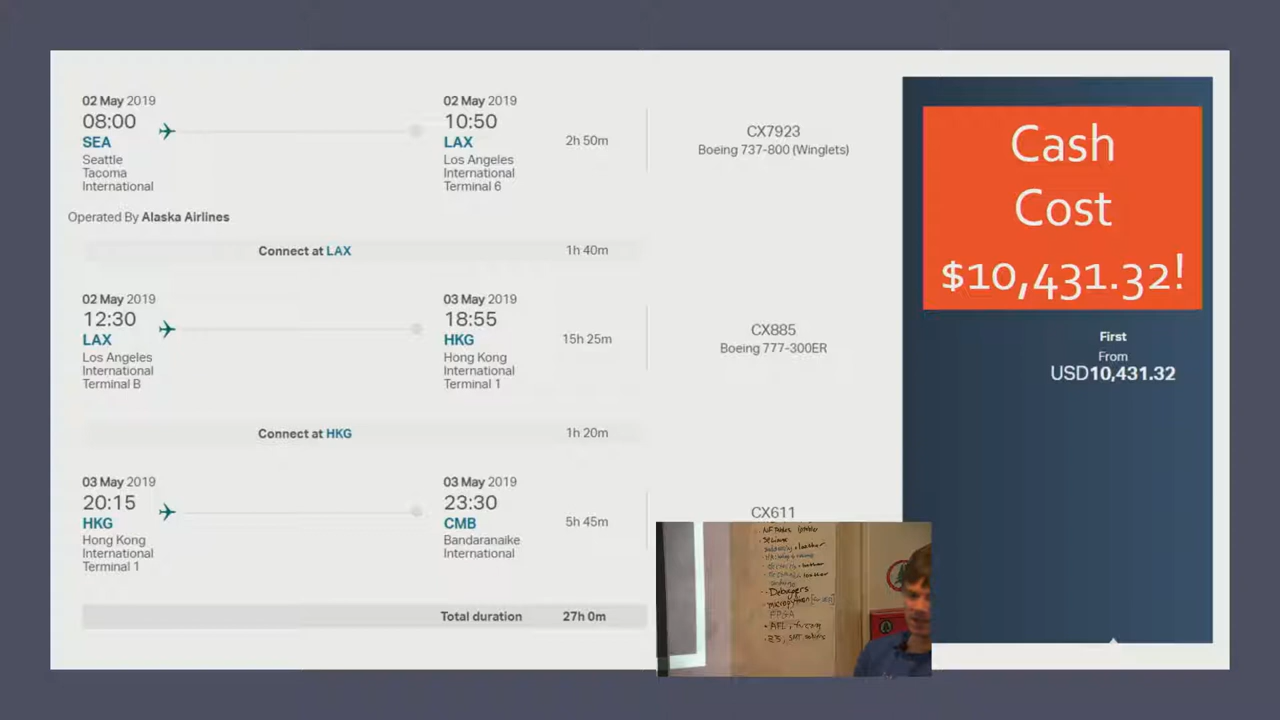 02 May 2019
08:00
SEA
Seattle
Tacoma
International
02 May 2019
10:50
LAX
Los Angeles
International
Terminal 6
2h 50m
CX7923
Boeing 737-800 (Winglets)
Operated By Alaska Airlines
Connect at LAX
1h 40m
02 May 2019
12:30
LAX
Los Angeles
International
Terminal B
03 May 2019
18:55
HKG
Hong Kong
International
Terminal 1
15h 25m
CX885
Boeing 777-300ER
Connect at HKG
1h 20m
03 May 2019
20:15
HKG
Hong Kong
International
Terminal 1
03 May 2019
23:30
CMB
Bandaranaike
International
5h 45m
CX611
Total duration
27h 0m
Cash
Cost
$10,431.32!
First
From
USD10,431.32
Debuggers
micropython
FPGA